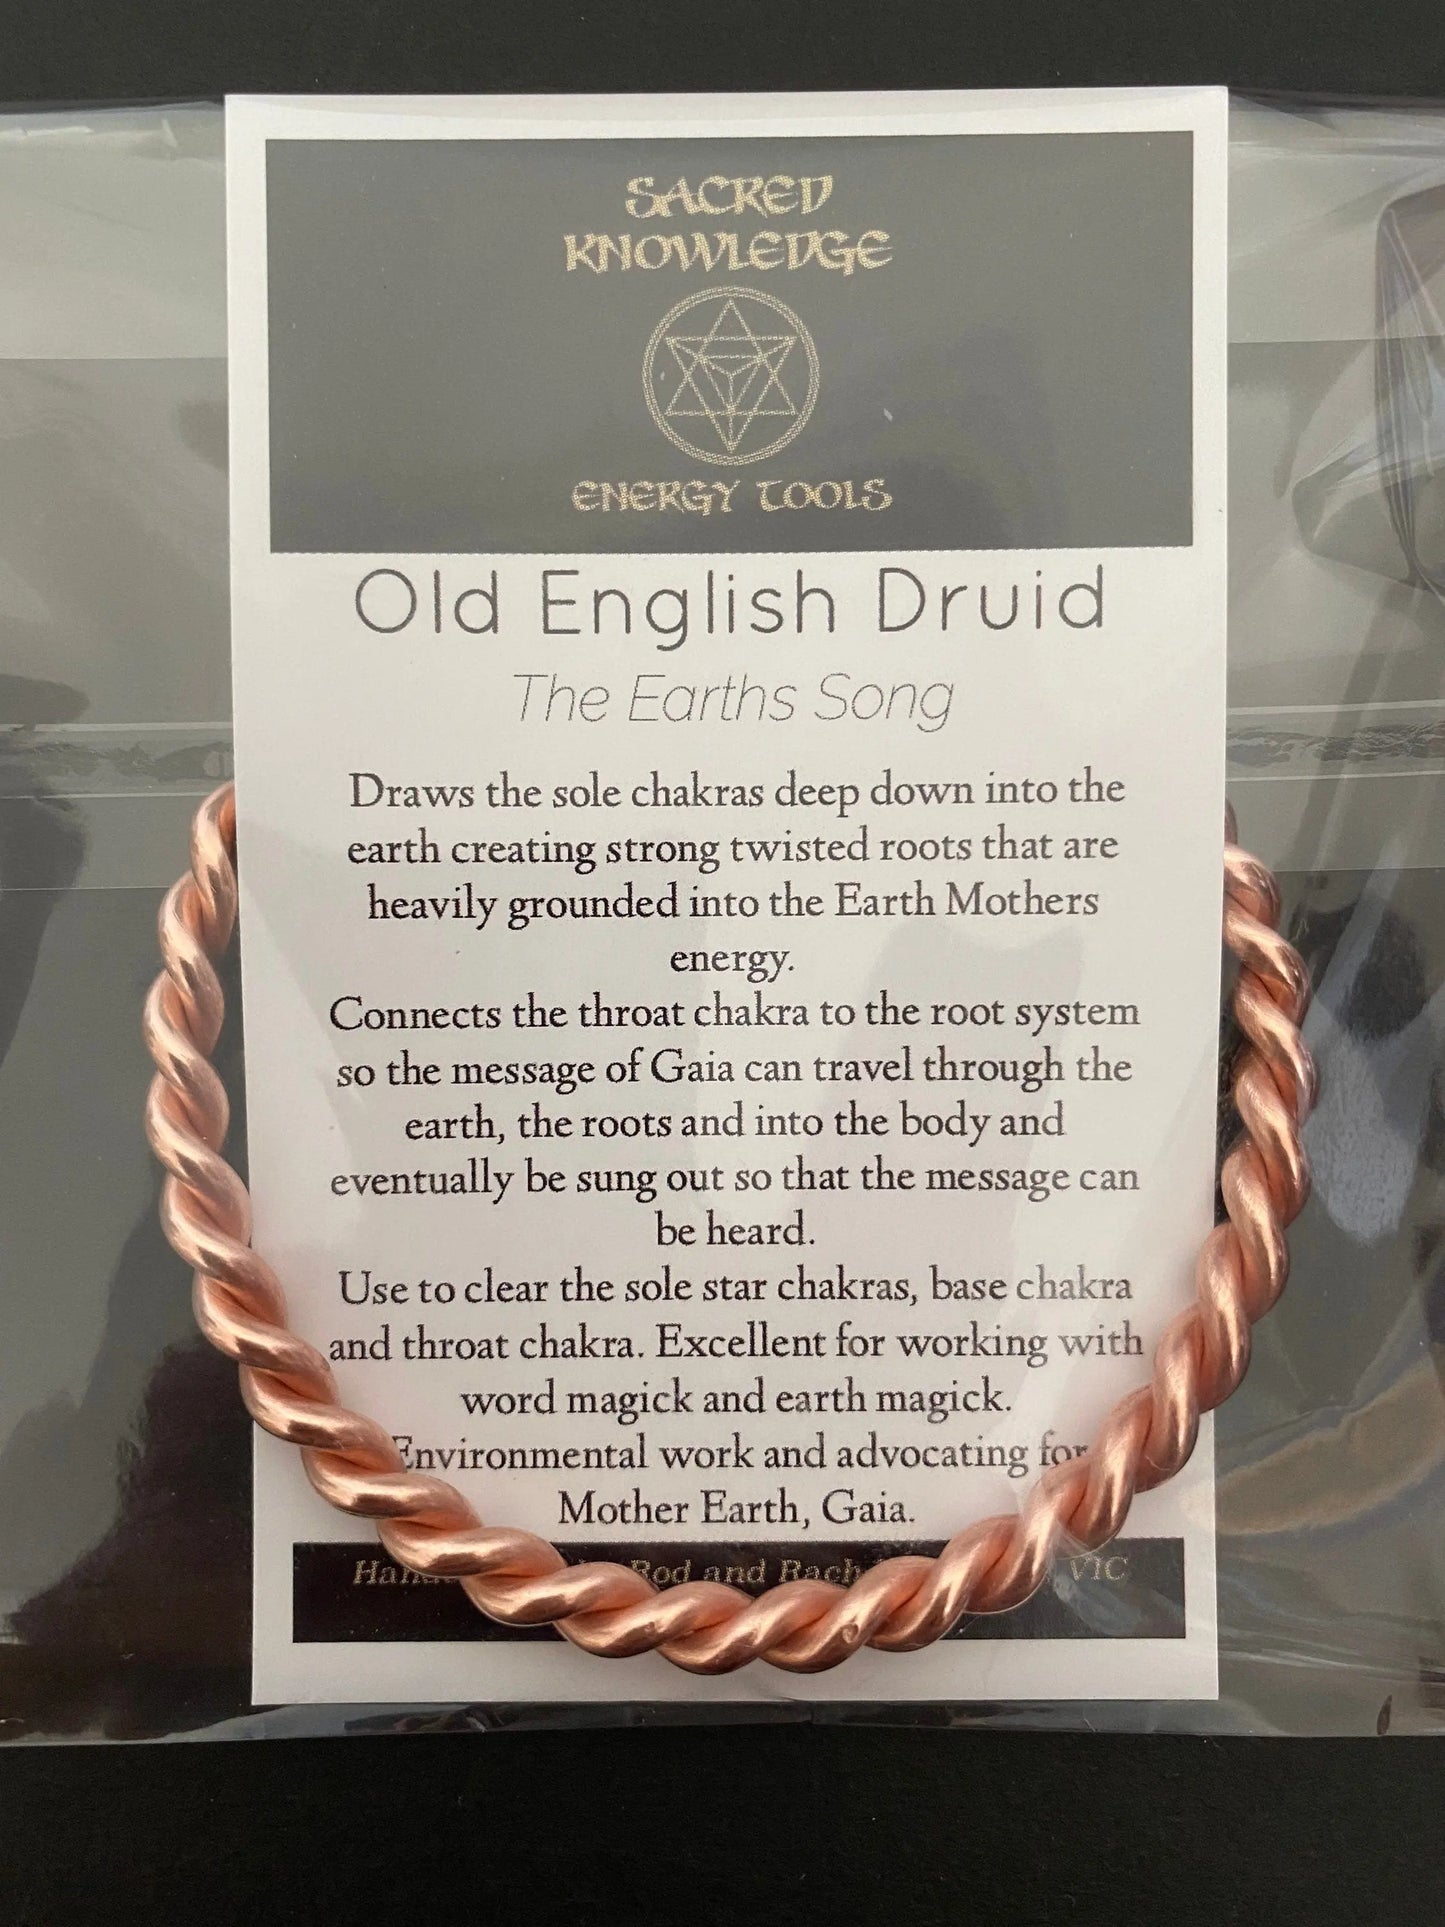 SACRED
KNOWLEDGE
ENERGY TOOLS
Old English Druid
The Earths Song
Draws the sole chakras deep down into the
earth creating strong twisted roots that are
heavily grounded into the Earth Mothers
energy.
Connects the throat chakra to the root system
so the message of Gaia can travel through the
earth, the roots and into the body and
eventually be sung out so that the message can
be heard.
Use to clear the sole star chakras, base chakra
and throat chakra. Excellent for working with
word magick and earth magick.
Environmental work and advocating for
Mother Earth, Gaia.
Rod and Rach VIC